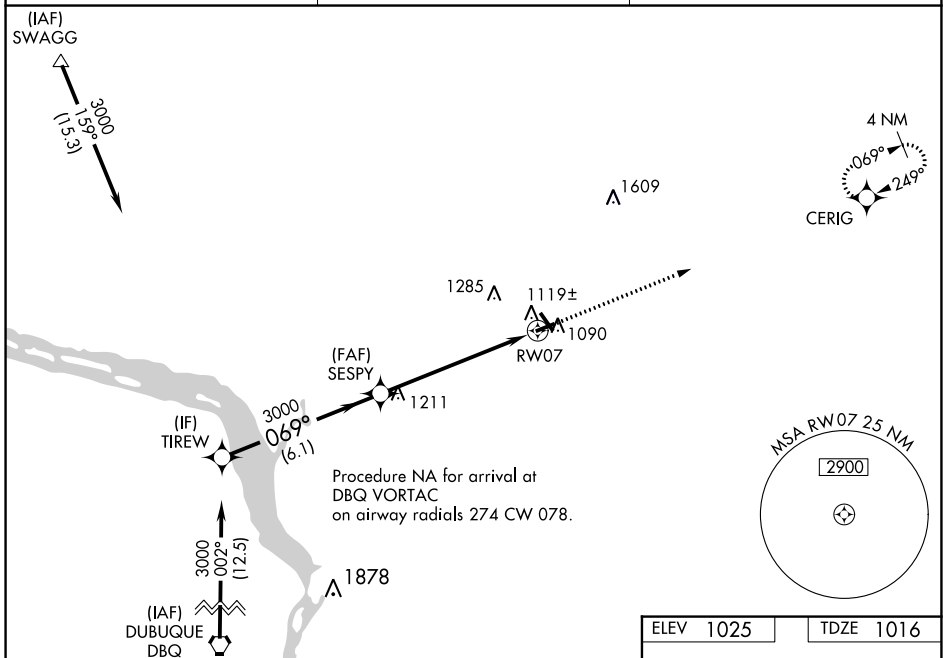 (IAF)
SWAGG
3000
159°
(15.3)
4 NM
069°
249°
CERIG
1609
1285
1119±
1090
RW07
(FAF)
SESPY
1211
(IF)
TIREW
3000
069°
(6.1)
Procedure NA for arrival at
DBQ VORTAC
on airway radials 274 CW 078.
MSA RW07 25 NM
2900
3000
002°
(12.5)
1878
(IAF)
DUBUQUE
DBQ
ELEV 1025
TDZE 1016